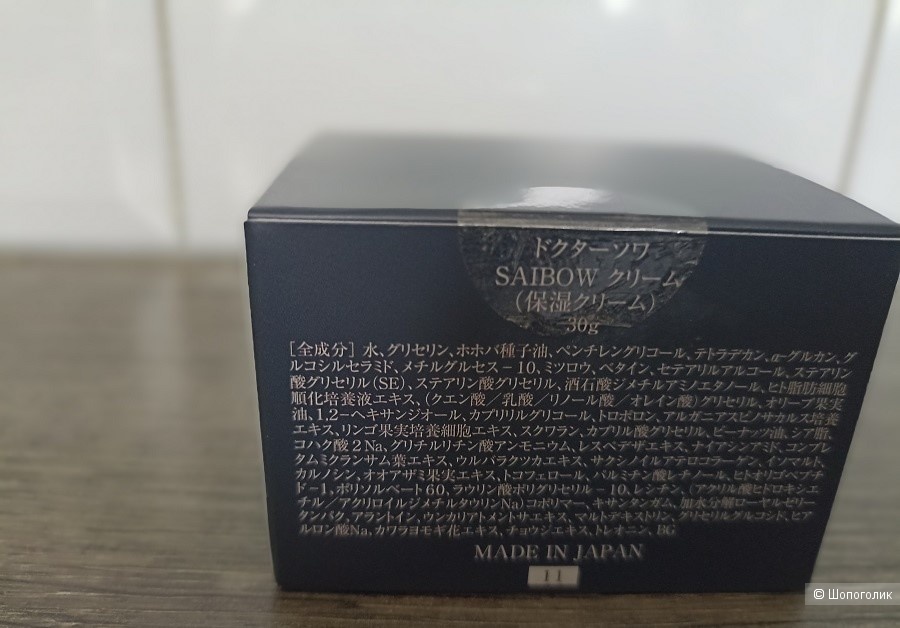 ドクターソワ
SAIBOW クリーム
（保湿クリーム）
30g
［全成分］水、グリセリン、ホホバ種子油、ペンチレングリコール、テトラデカン、α-グルカン、グ
ルコシルセラミド、メチルグルセス－10、ミツロウ、ベタイン、セテアリルアルコール、ステアリン
酸グリセリル（SE）、ステアリン酸グリセリル、酒石酸ジメチルアミノエタノール、ヒト脂肪細胞
順化培養液エキス、（クエン酸／乳酸／リノール酸／オレイン酸）グリセリル、オリーブ果実
油、1,2－ヘキサンジオール、カプリリルグリコール、トロポロン、アルガニアスピノサカルス培養
エキス、リンゴ果実培養細胞エキス、スクワラン、カプリル酸グリセリル、ピーナッツ油、シア脂、
コハク酸２Na、グリチルリチン酸アンモニウム、レスペデザエキス、ナイアシンアミド、コンブレ
タムミクランサム葉エキス、ウルバラクツカエキス、サクシノイルアテロコラーゲン、イソマルト、
カルノシン、オオアザミ果実エキス、トコフェロール、パルミチン酸レチノール、ヒトオリゴペプチ
ド－1、ポリソルベート60、ラウリン酸ポリグリセリル－10、レシチン、（アクリル酸ヒドロキシエ
チル／アクリロイルジメチルタウリンNa）コポリマー、キサンタンガム、加水分解ローヤルゼリー
タンパク、アラントイン、ウンカリアトメントサエキス、マルトデキストリン、グリセリルグルコシド、ヒア
ルロン酸Na、カワラヨモギ花エキス、チョウジエキス、トレオニン、BG
MADE IN JAPAN
11
© Шопоголик